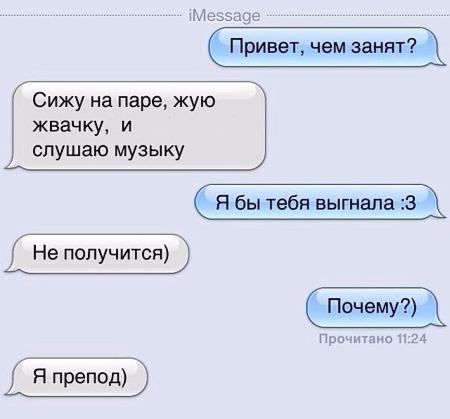 iMessage
Привет, чем занят?
Сижу на паре, жую
жвачку, и
слушаю музыку
Я бы тебя выгнала :3
Не получится)
Почему?)
Прочитано 11:24
Я препод)